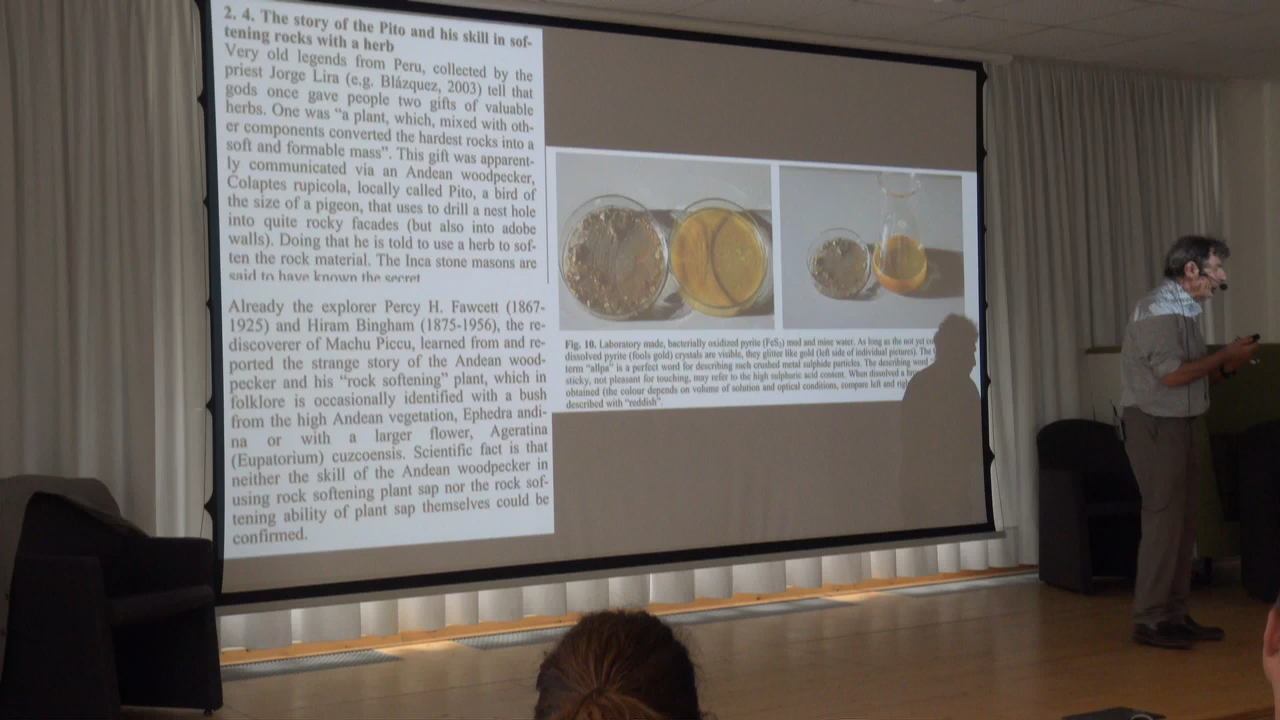 2. 4. The story of the Pito and his skill in sof-
tening rocks with a herb
Very old legends from Peru, collected by the
priest Jorge Lira (e.g. Blázquez, 2003) tell that
gods once gave people two gifts of valuable
herbs. One was “a plant, which, mixed with oth-
er components converted the hardest rocks into a
soft and formable mass”. This gift was apparent-
ly communicated via an Andean woodpecker,
Colaptes rupicola, locally called Pito, a bird of
the size of a pigeon, that uses to drill a nest hole
into quite rocky facades (but also into adobe
walls). Doing that he is told to use a herb to sof-
ten the rock material. The Inca stone masons are
said to have known the secret
Already the explorer Percy H. Fawcett (1867-
1925) and Hiram Bingham (1875-1956), the re-
discoverer of Machu Piccu, learned from and re-
ported the strange story of the Andean wood-
pecker and his “rock softening” plant, which in
folklore is occasionally identified with a bush
from the high Andean vegetation, Ephedra andi-
na or with a larger flower, Ageratina
(Eupatorium) cuzcoensis. Scientific fact is that
neither the skill of the Andean woodpecker in
using rock softening plant sap nor the rock sof-
tening ability of plant sap themselves could be
confirmed.
Fig. 10. Laboratory made, bacterially oxidized pyrite (FeS₂) mud and mine water. As long as the not yet
dissolved pyrite (fools gold) crystals are visible, they glitter like gold (left side of individual pictures). The
term “allpa” is a perfect word for describing such crushed metal sulphide particles. The describing word
sticky, not pleasant for touching, may refer to the high sulphuric acid content. When dissolved a
obtained (the colour depends on volume of solution and optical conditions, compare left and
described with “reddish”.